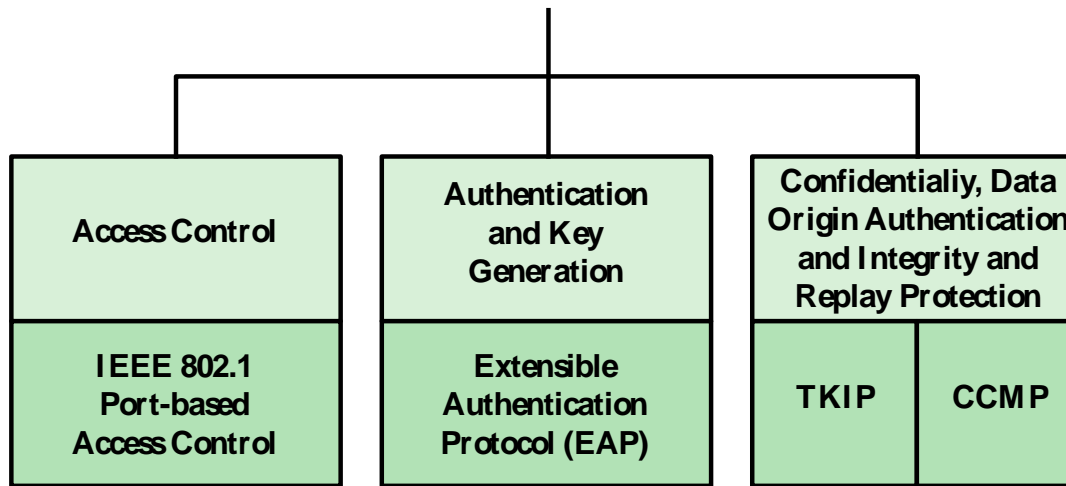 Access Control
Authentication
and Key
Generation
Confidentialiy, Data
Origin Authentication
and Integrity and
Replay Protection
IEEE 802.1
Port-based
Access Control
Extensible
Authentication
Protocol (EAP)
TKIP
CCMP